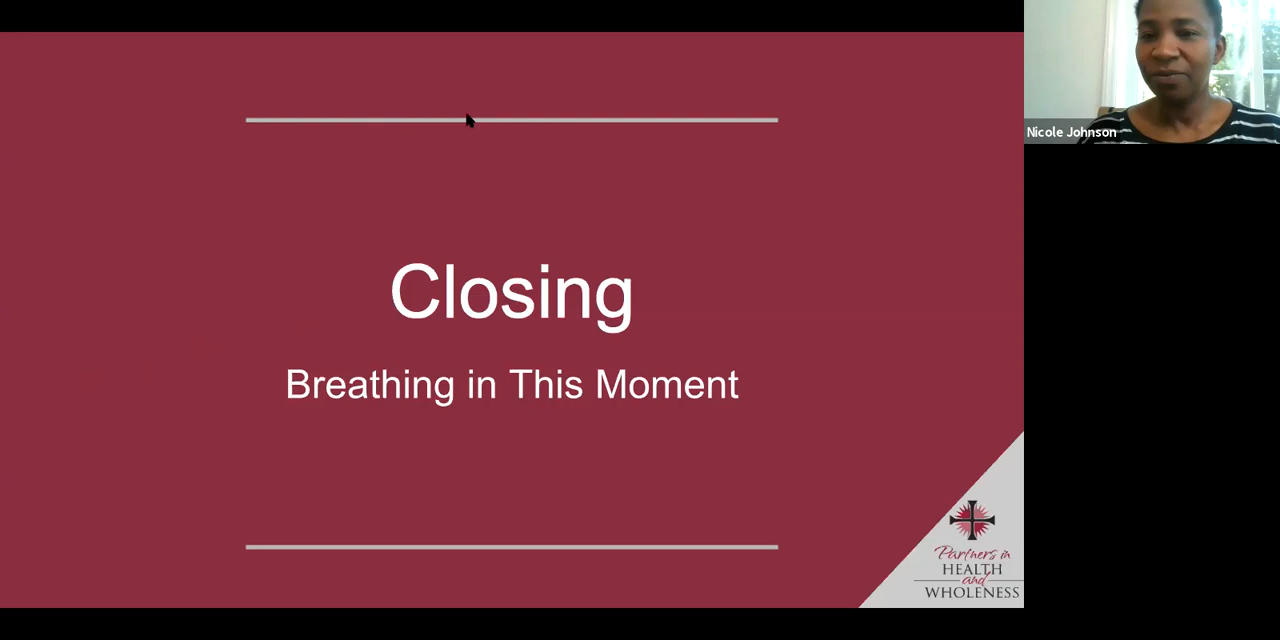 Closing
Breathing in This Moment
Nicole Johnson
Partners in
HEALTH
and
WHOLENESS